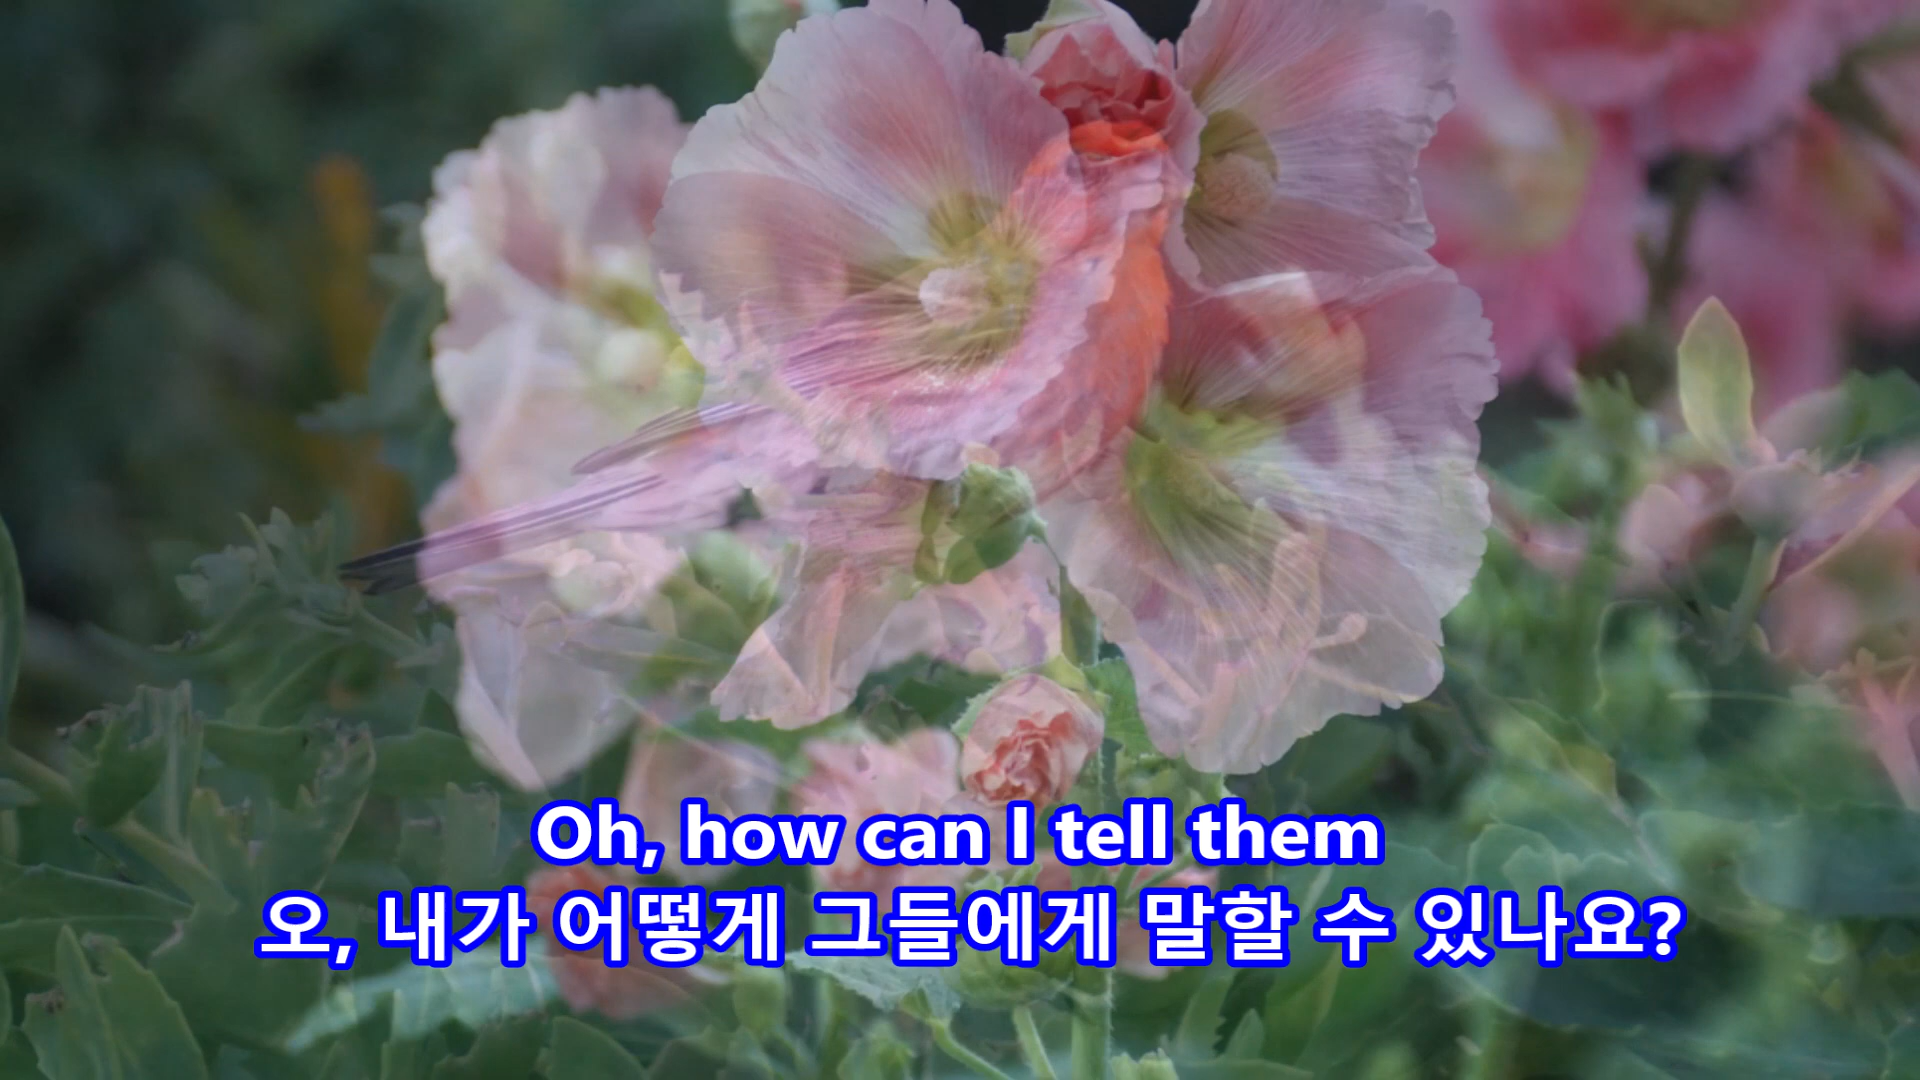 Oh, how can I tell them
오, 내가 어떻게 그들에게 말할 수 있나요?